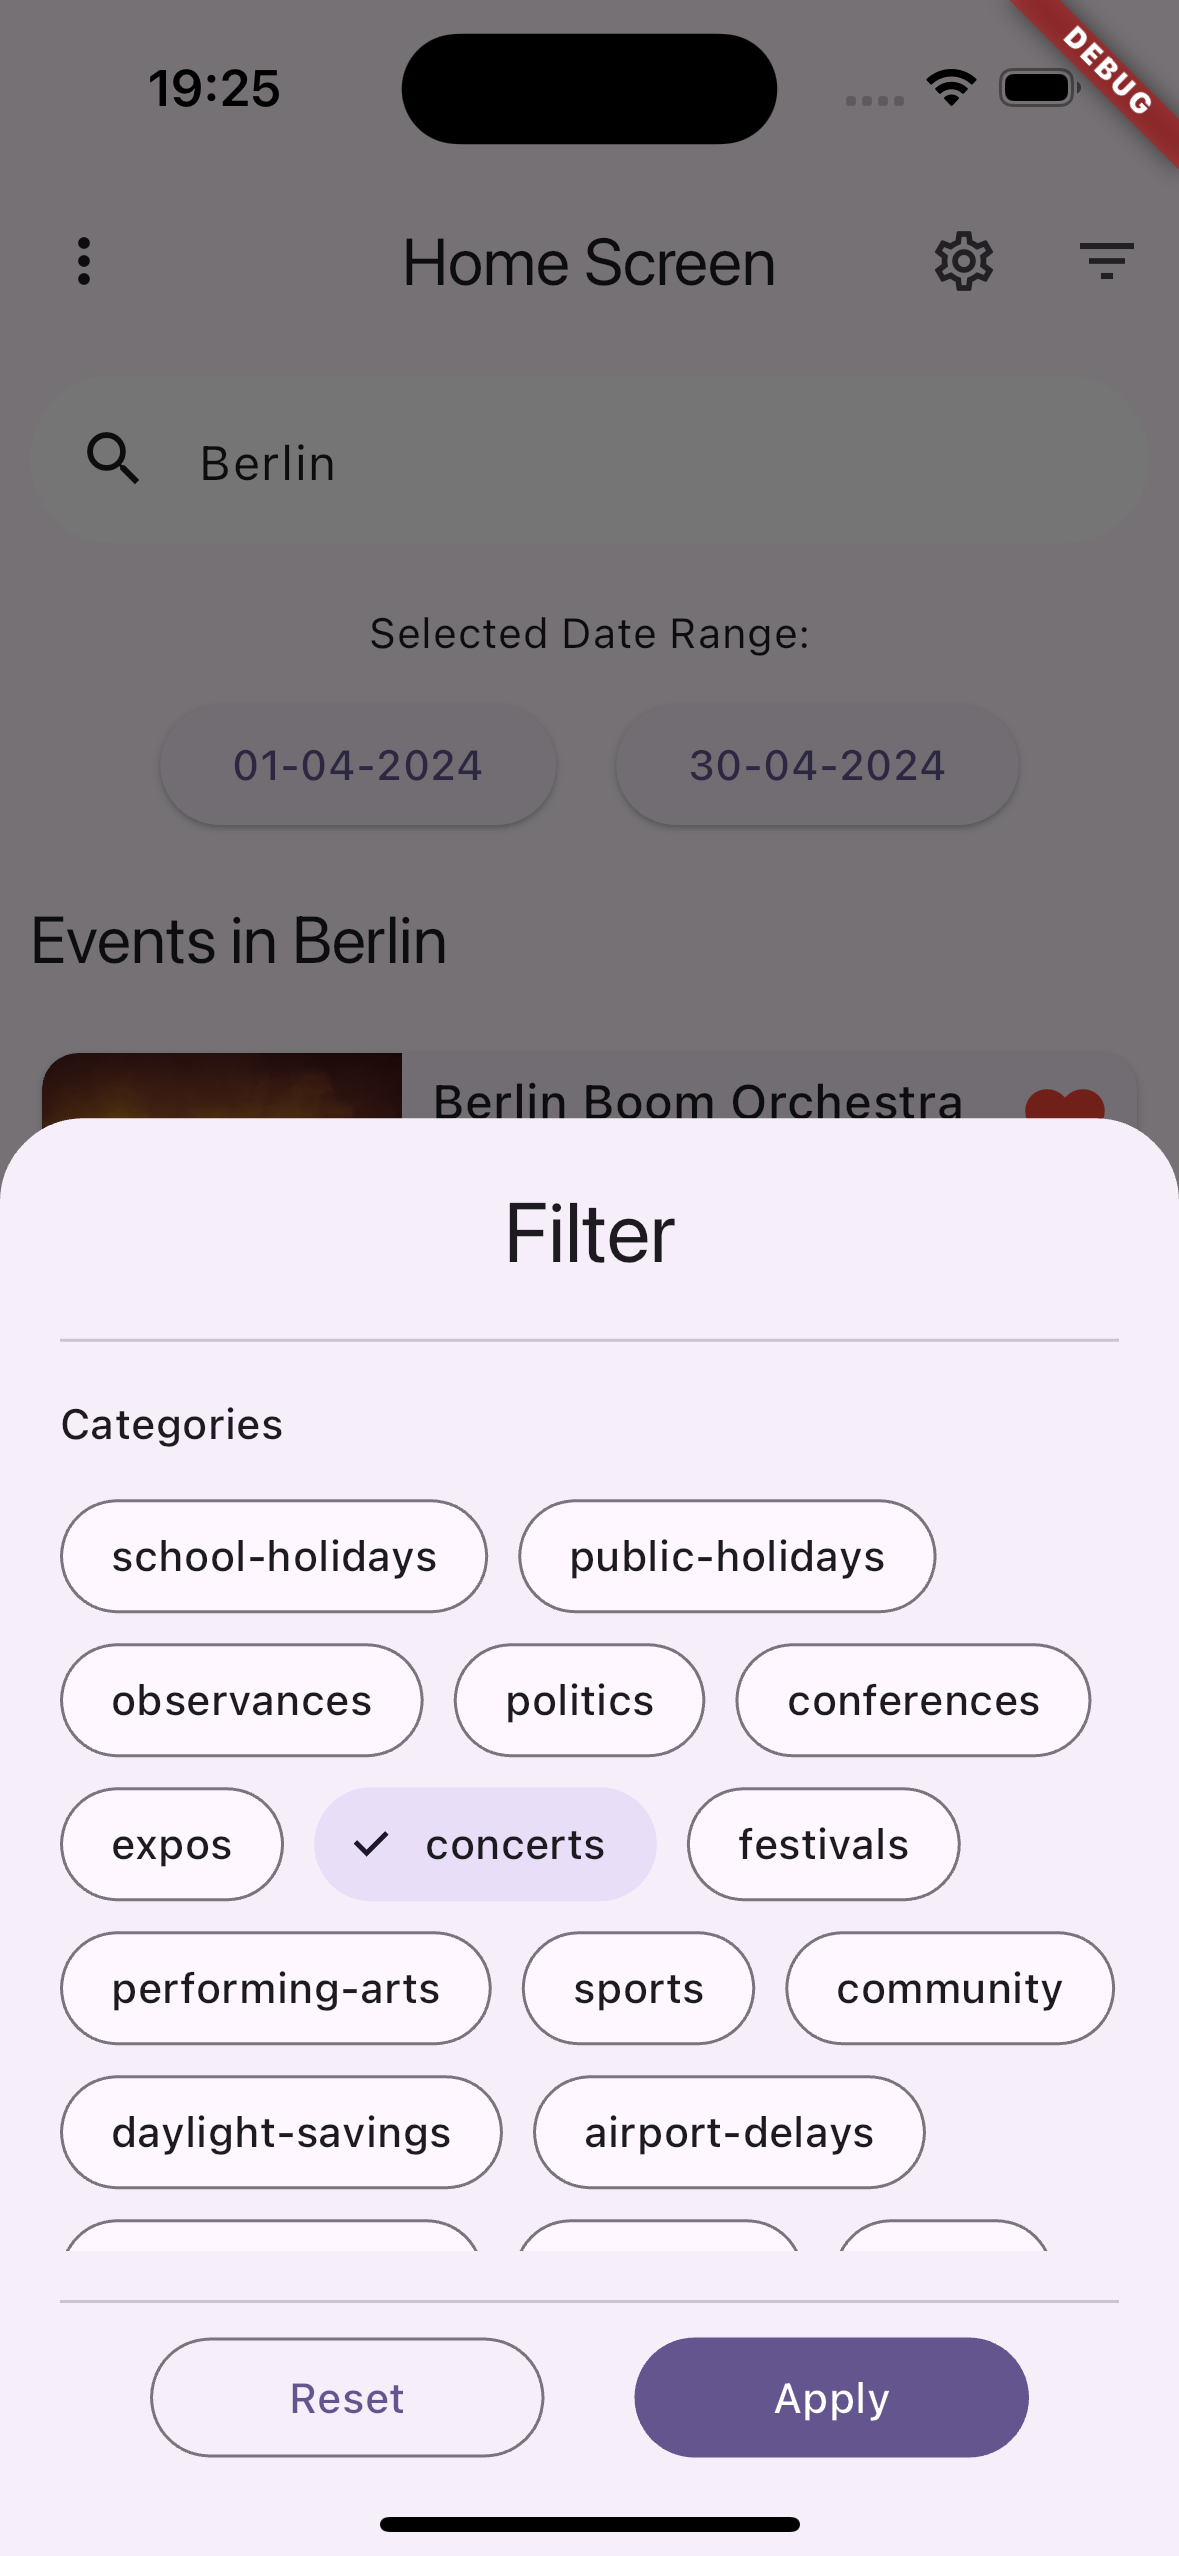 19:25
DEBUG
Home Screen
Berlin
Selected Date Range:
01-04-2024 30-04-2024
Events in Berlin
Berlin Boom Orchestra
Filter
Categories
school-holidays public-holidays
observances politics conferences
expos concerts festivals
performing-arts sports community
daylight-savings airport-delays
Reset Apply